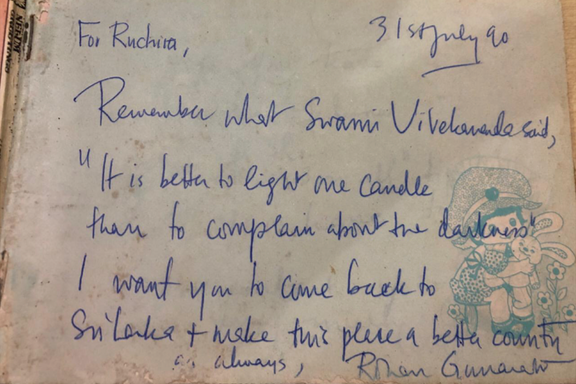 For Ruchira,
31st July 90
Remember what Swami Vivekananda said,
"It is better to light one candle
than to complain about the darkness"
I want you to come back to
Sri Lanka + make this place a better country
as always, Rohan Gunaratn